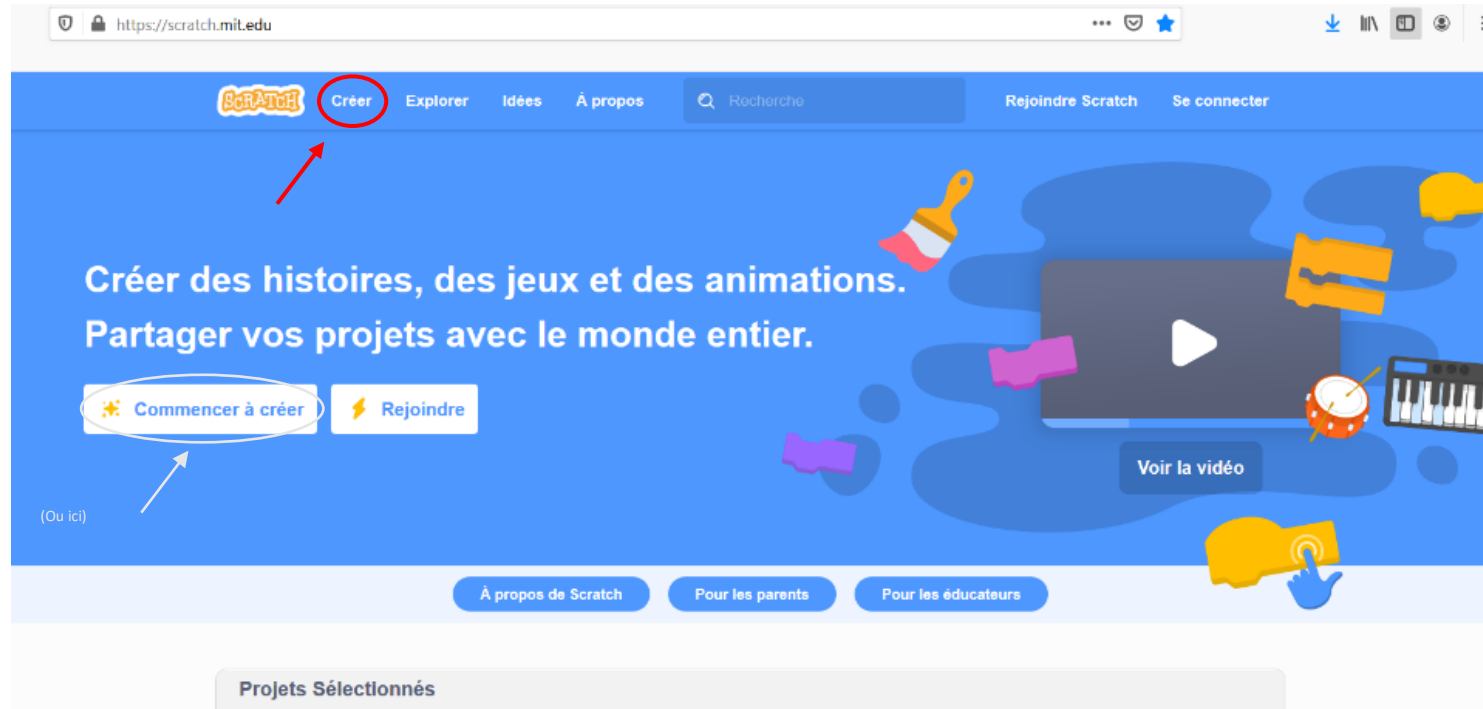 https://scratch.mit.edu
SCRATCH Créer Explorer Idées À propos Recherche Rejoindre Scratch Se connecter
Créer des histoires, des jeux et des animations.
Partager vos projets avec le monde entier.
Commencer à créer Rejoindre
Voir la vidéo
(Ou ici)
À propos de Scratch Pour les parents Pour les éducateurs
Projets Sélectionnés